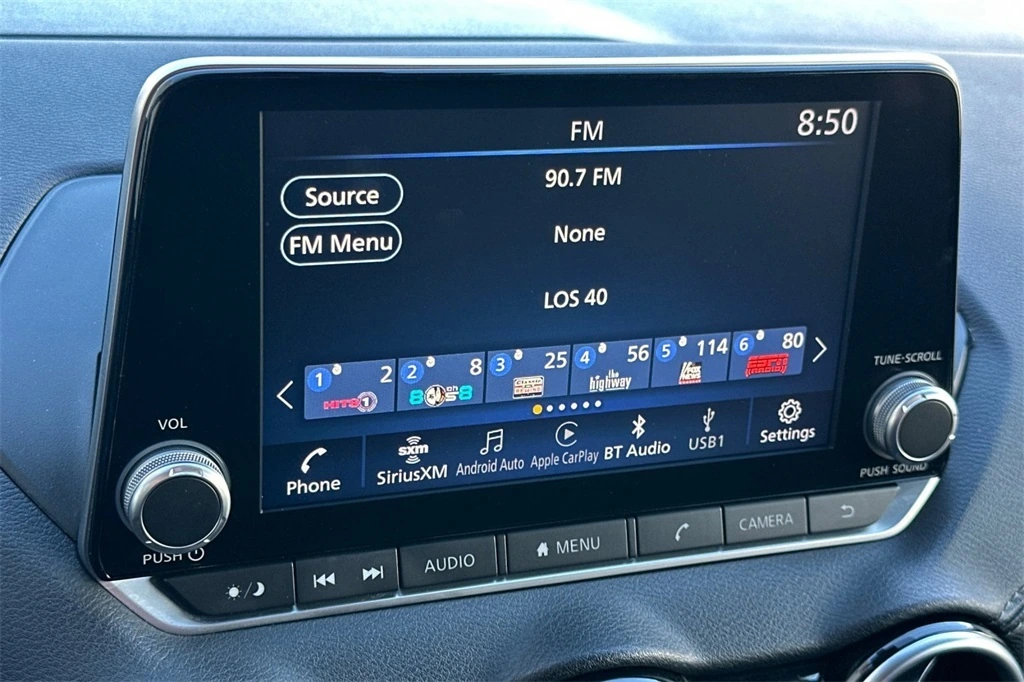 FM
8:50
Source
90.7 FM
FM Menu
None
LOS 40
1 2
2 8
3 25
4 56
5 114
6 80
HITS 1
80s on 8
the highway
FOX NEWS
TUNE·SCROLL
VOL
Phone
sxm
SiriusXM
Android Auto
Apple CarPlay
BT Audio
USB1
Settings
PUSH SOUND
PUSH
AUDIO
MENU
CAMERA